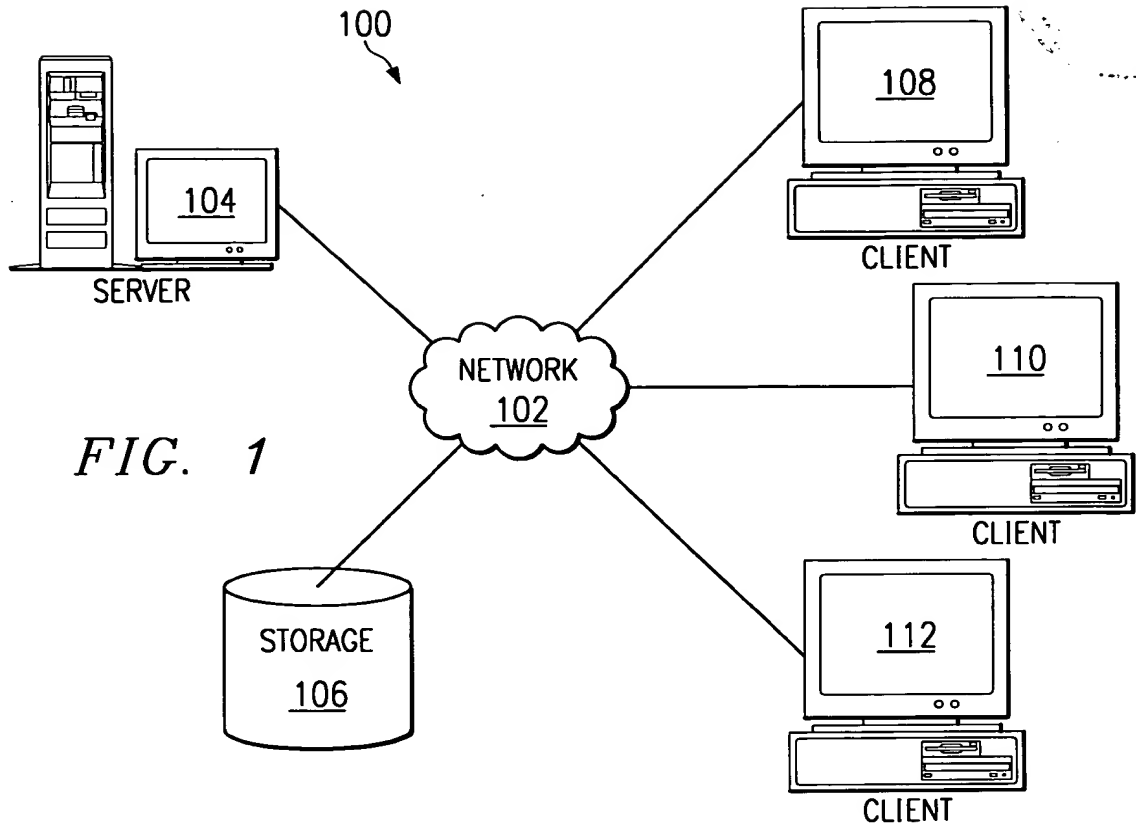 100
108
CLIENT
104
SERVER
NETWORK
102
110
CLIENT
FIG. 1
STORAGE
106
112
CLIENT